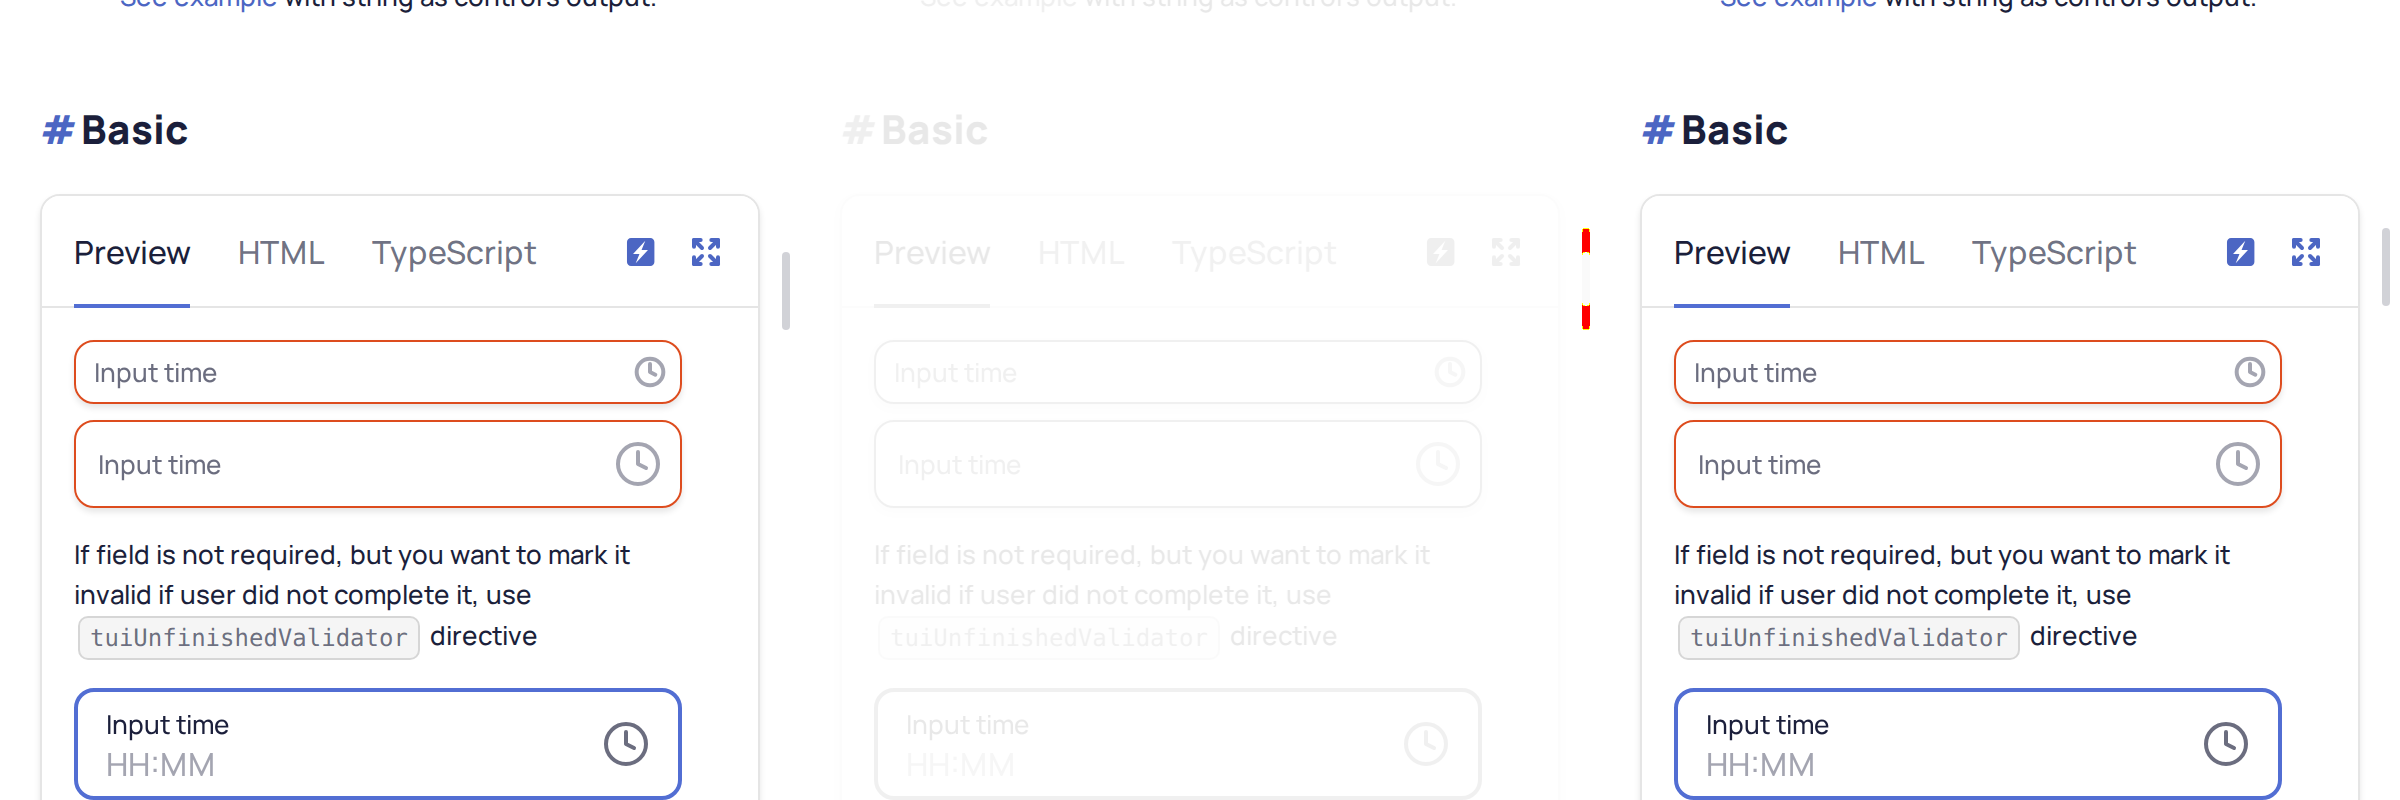 See example with string as control's output.
# Basic
Preview HTML TypeScript
Input time
Input time
If field is not required, but you want to mark it
invalid if user did not complete it, use
tuiUnfinishedValidator directive
Input time
HH:MM
See example with string as control's output.
# Basic
Preview HTML TypeScript
Input time
Input time
If field is not required, but you want to mark it
invalid if user did not complete it, use
tuiUnfinishedValidator directive
Input time
HH:MM
See example with string as control's output.
# Basic
Preview HTML TypeScript
Input time
Input time
If field is not required, but you want to mark it
invalid if user did not complete it, use
tuiUnfinishedValidator directive
Input time
HH:MM